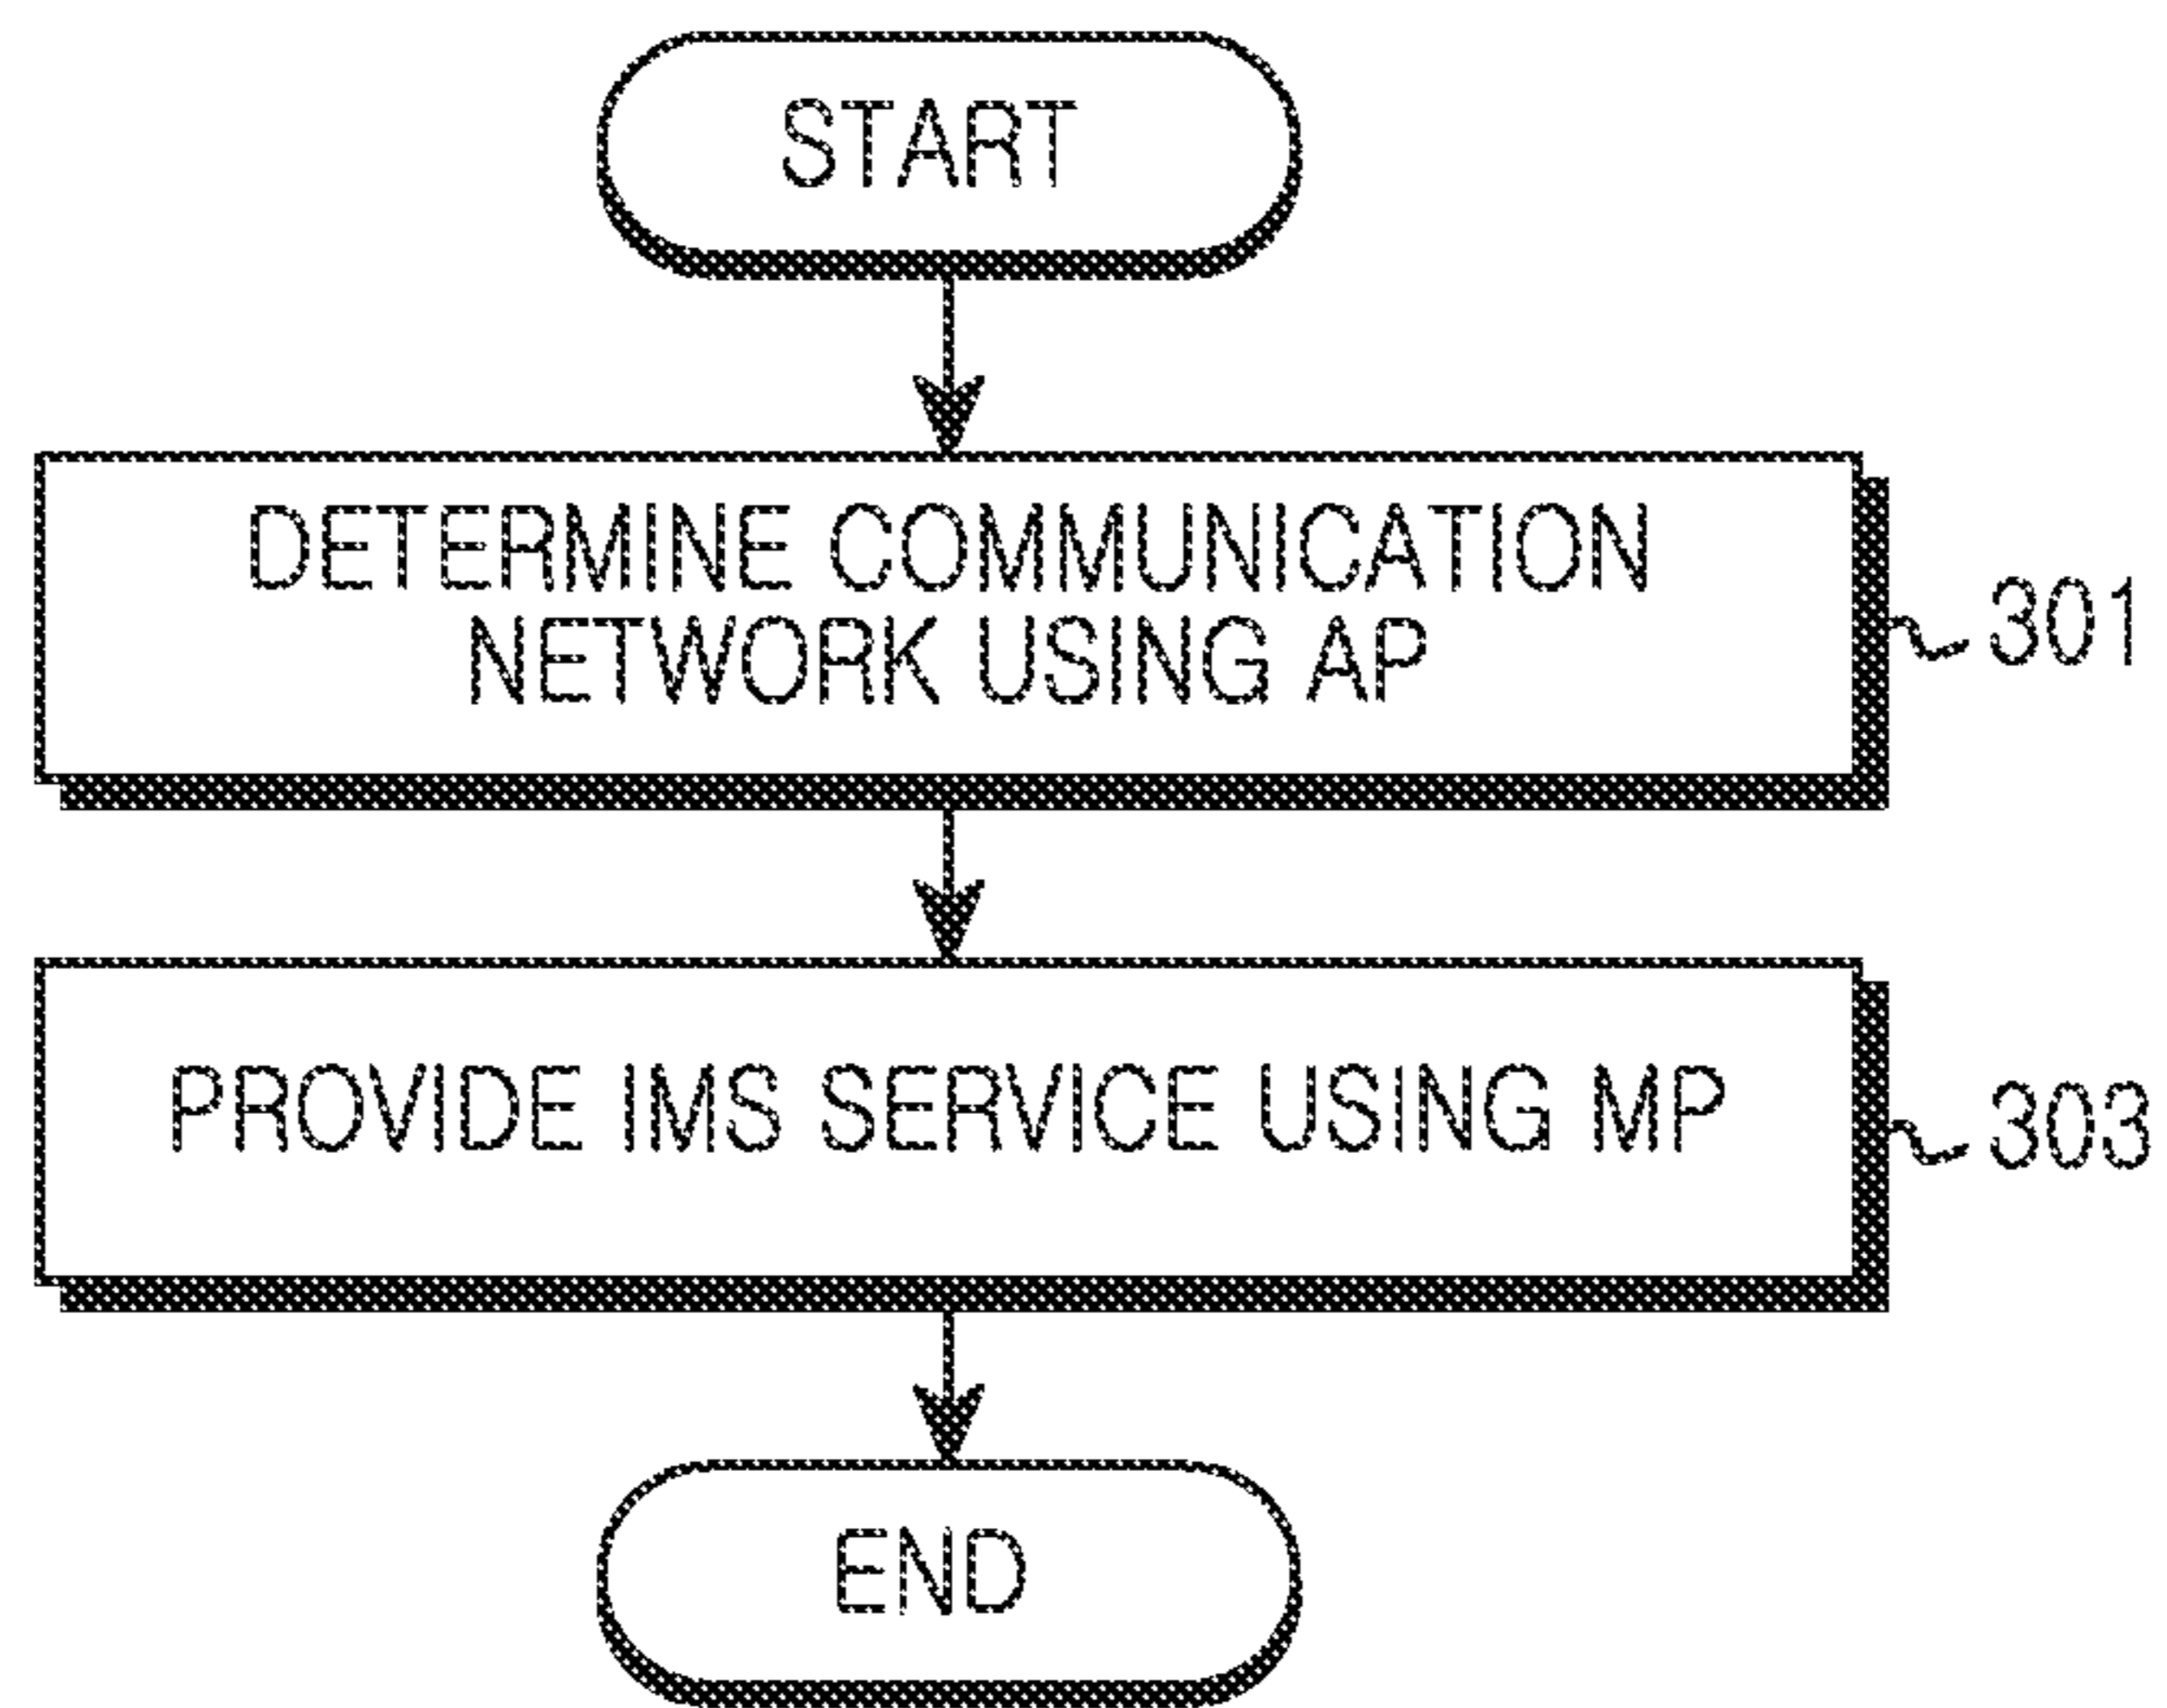 START
DETERMINE COMMUNICATION
NETWORK USING AP
301
PROVIDE IMS SERVICE USING MP
303
END